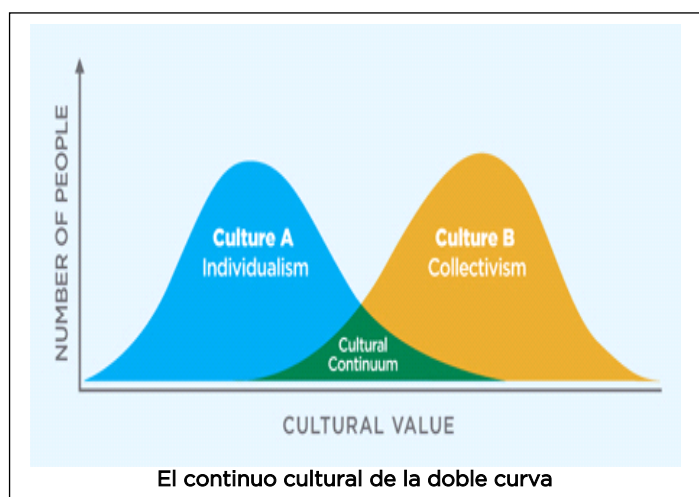 NUMBER OF PEOPLE
Culture A
Individualism
Culture B
Collectivism
Cultural
Continuum
CULTURAL VALUE
El continuo cultural de la doble curva